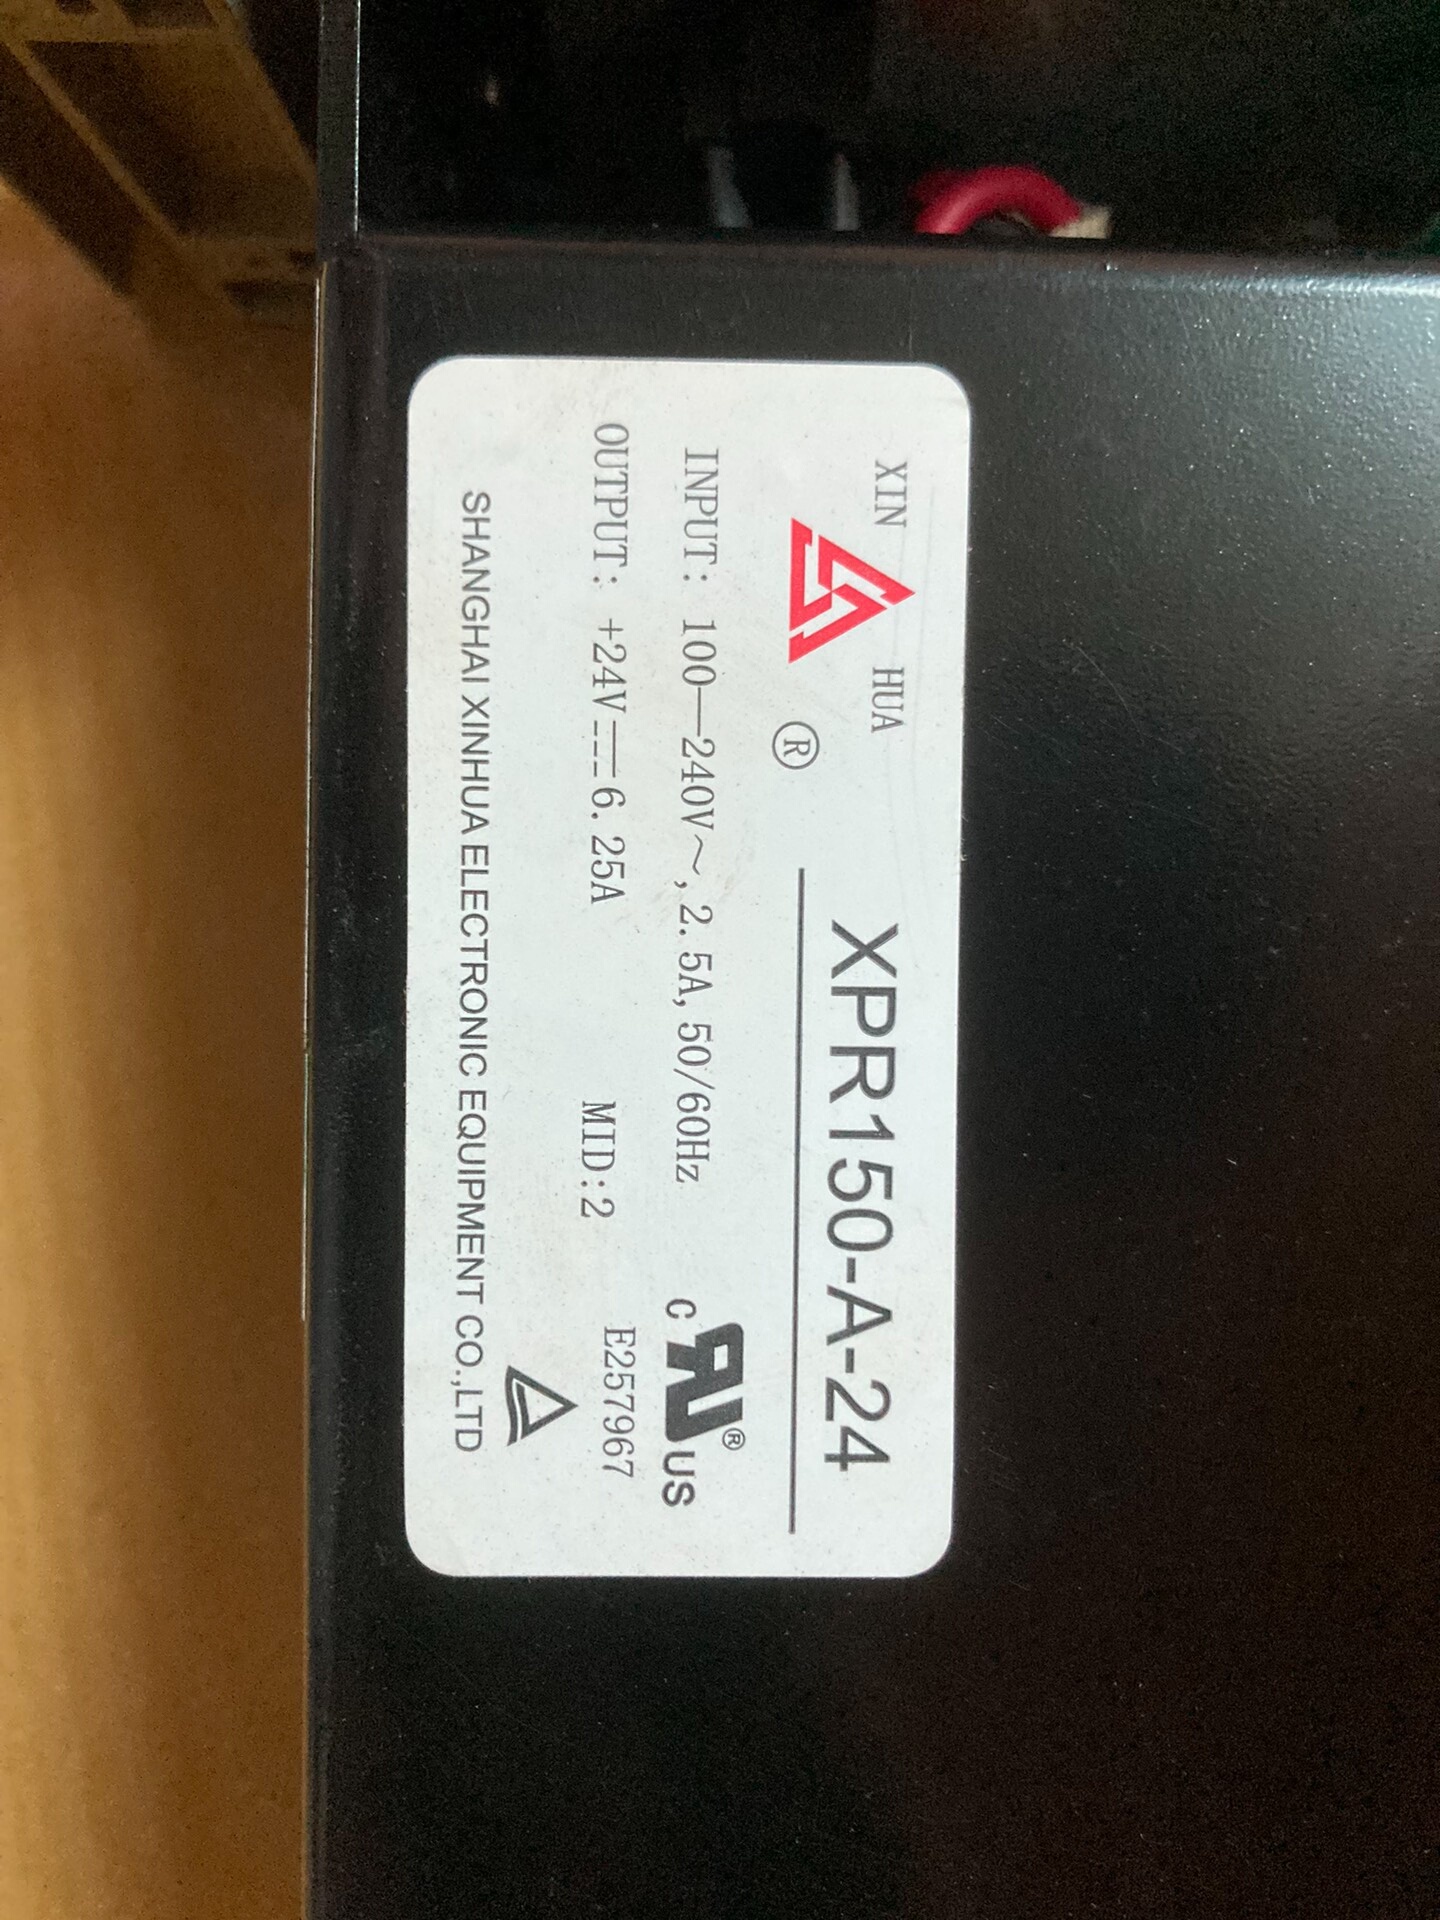 XIN HUA
®
XPR150-A-24
INPUT: 100—240V～, 2.5A, 50/60Hz
OUTPUT: +24V⎓6.25A
MID:2
c UR® US
E257967
SHANGHAI XINHUA ELECTRONIC EQUIPMENT CO.,LTD